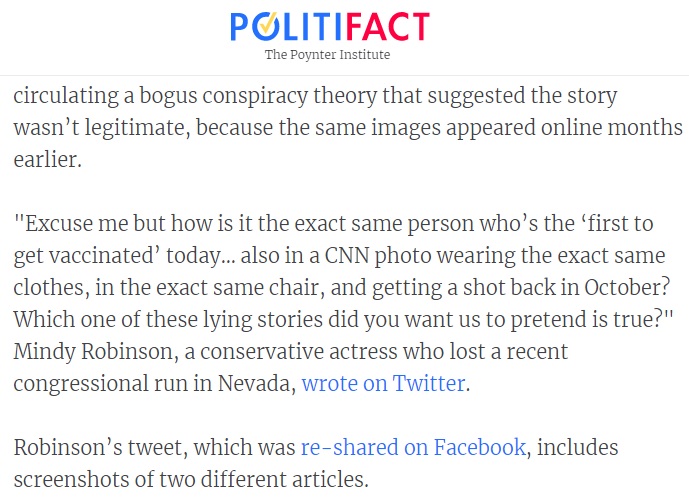 POLITIFACT
The Poynter Institute
circulating a bogus conspiracy theory that suggested the story
wasn’t legitimate, because the same images appeared online months
earlier.
"Excuse me but how is it the exact same person who’s the ‘first to
get vaccinated’ today... also in a CNN photo wearing the exact same
clothes, in the exact same chair, and getting a shot back in October?
Which one of these lying stories did you want us to pretend is true?"
Mindy Robinson, a conservative actress who lost a recent
congressional run in Nevada, wrote on Twitter.
Robinson’s tweet, which was re-shared on Facebook, includes
screenshots of two different articles.